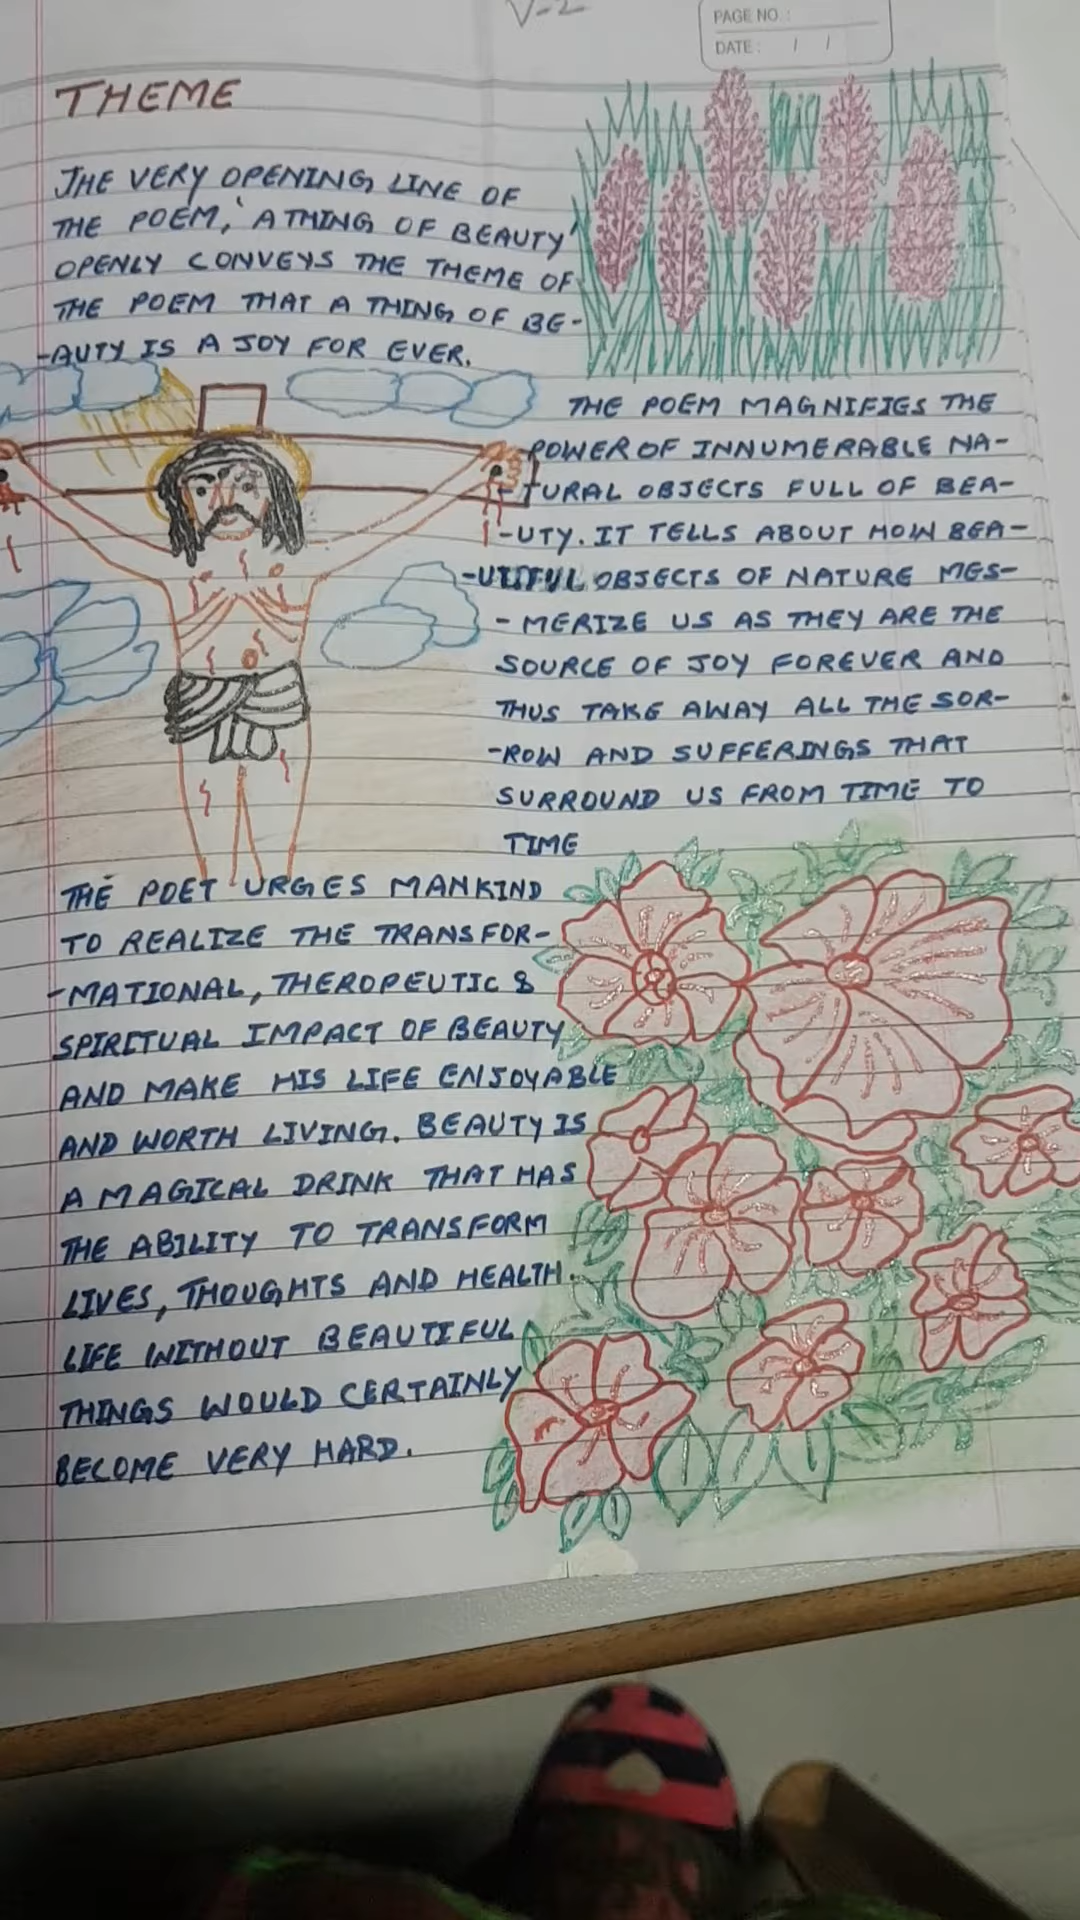 V-2
PAGE NO. :
DATE : / /
THEME
THE VERY OPENING LINE OF
THE POEM, 'A THING OF BEAUTY'
OPENLY CONVEYS THE THEME OF
THE POEM THAT A THING OF BE-
-AUTY IS A JOY FOR EVER.
THE POEM MAGNIFIES THE
POWER OF INNUMERABLE NA-
-TURAL OBJECTS FULL OF BEA-
-UTY. IT TELLS ABOUT HOW BEA-
-UTIFUL OBJECTS OF NATURE MES-
-MERIZE US AS THEY ARE THE
SOURCE OF JOY FOREVER AND
THUS TAKE AWAY ALL THE SOR-
-ROW AND SUFFERINGS THAT
SURROUND US FROM TIME TO
TIME
THE POET URGES MANKIND
TO REALIZE THE TRANSFOR-
-MATIONAL, THEROPEUTIC &
SPIRITUAL IMPACT OF BEAUTY
AND MAKE HIS LIFE ENJOYABLE
AND WORTH LIVING. BEAUTY IS
A MAGICAL DRINK THAT HAS
THE ABILITY TO TRANSFORM
LIVES, THOUGHTS AND HEALTH.
LIFE WITHOUT BEAUTIFUL
THINGS WOULD CERTAINLY
BECOME VERY HARD.